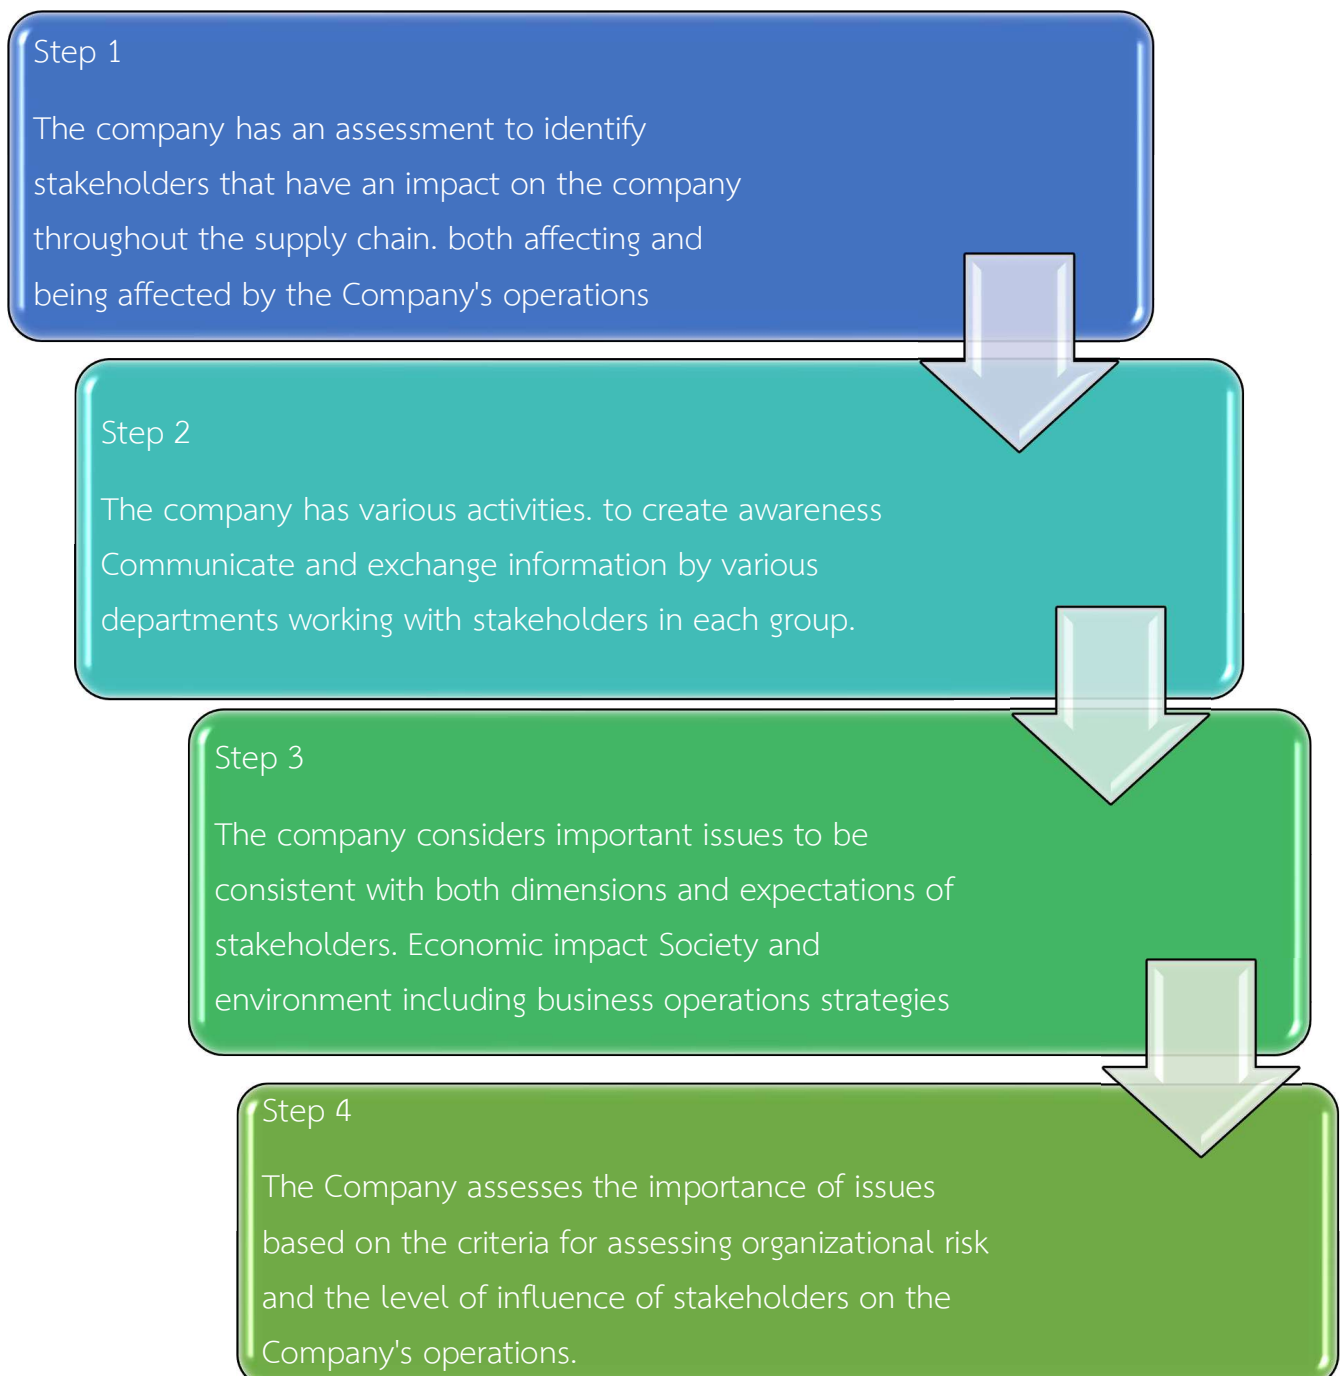 Step 1
The company has an assessment to identify
stakeholders that have an impact on the company
throughout the supply chain. both affecting and
being affected by the Company's operations
Step 2
The company has various activities. to create awareness
Communicate and exchange information by various
departments working with stakeholders in each group.
Step 3
The company considers important issues to be
consistent with both dimensions and expectations of
stakeholders. Economic impact Society and
environment including business operations strategies
Step 4
The Company assesses the importance of issues
based on the criteria for assessing organizational risk
and the level of influence of stakeholders on the
Company's operations.